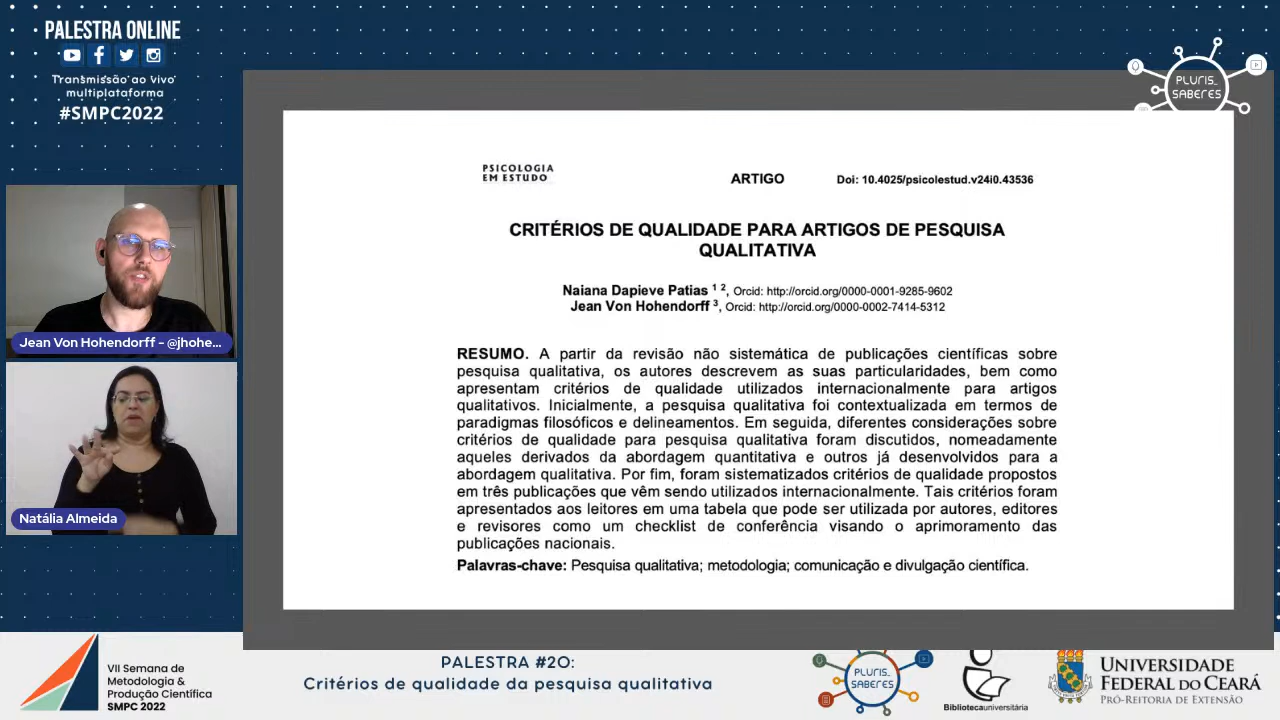 PALESTRA ONLINE
Transmissão ao vivo
multiplataforma
#SMPC2022
PLURIS_
SABERES
Jean Von Hohendorff - @jhohe...
Natália Almeida
PSICOLOGIA
EM ESTUDO
ARTIGO
Doi: 10.4025/psicolestud.v24i0.43536
CRITÉRIOS DE QUALIDADE PARA ARTIGOS DE PESQUISA
QUALITATIVA
Naiana Dapieve Patias 1 2, Orcid: http://orcid.org/0000-0001-9285-9602
Jean Von Hohendorff 3, Orcid: http://orcid.org/0000-0002-7414-5312
RESUMO. A partir da revisão não sistemática de publicações científicas sobre
pesquisa qualitativa, os autores descrevem as suas particularidades, bem como
apresentam critérios de qualidade utilizados internacionalmente para artigos
qualitativos. Inicialmente, a pesquisa qualitativa foi contextualizada em termos de
paradigmas filosóficos e delineamentos. Em seguida, diferentes considerações sobre
critérios de qualidade para pesquisa qualitativa foram discutidos, nomeadamente
aqueles derivados da abordagem quantitativa e outros já desenvolvidos para a
abordagem qualitativa. Por fim, foram sistematizados critérios de qualidade propostos
em três publicações que vêm sendo utilizados internacionalmente. Tais critérios foram
apresentados aos leitores em uma tabela que pode ser utilizada por autores, editores
e revisores como um checklist de conferência visando o aprimoramento das
publicações nacionais.
Palavras-chave: Pesquisa qualitativa; metodologia; comunicação e divulgação científica.
VII Semana de
Metodologia &
Produção Científica
SMPC 2022
PALESTRA #20:
Critérios de qualidade da pesquisa qualitativa
PLURIS_
SABERES
Bibliotecauniversitária
UNIVERSIDADE
FEDERAL DO CEARÁ
PRÓ-REITORIA DE EXTENSÃO